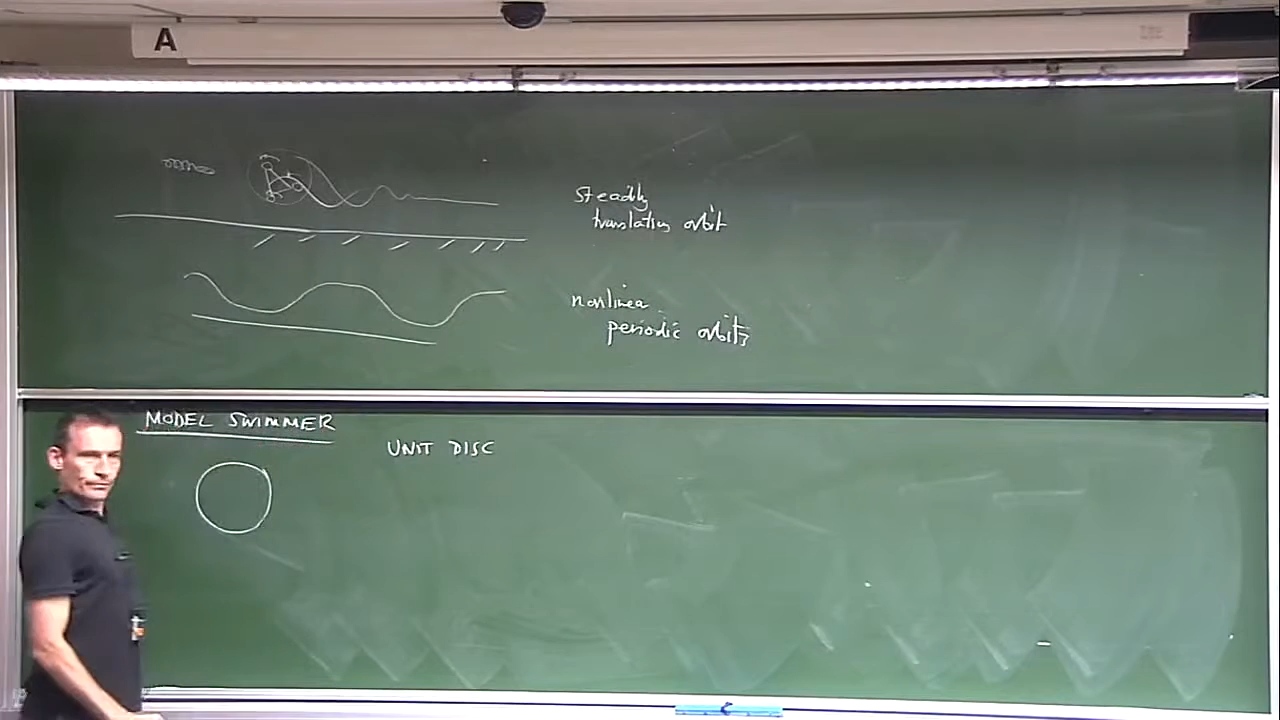 A
steadily
translating orbit
nonlinear
periodic orbits
MODEL SWIMMER
UNIT DISC